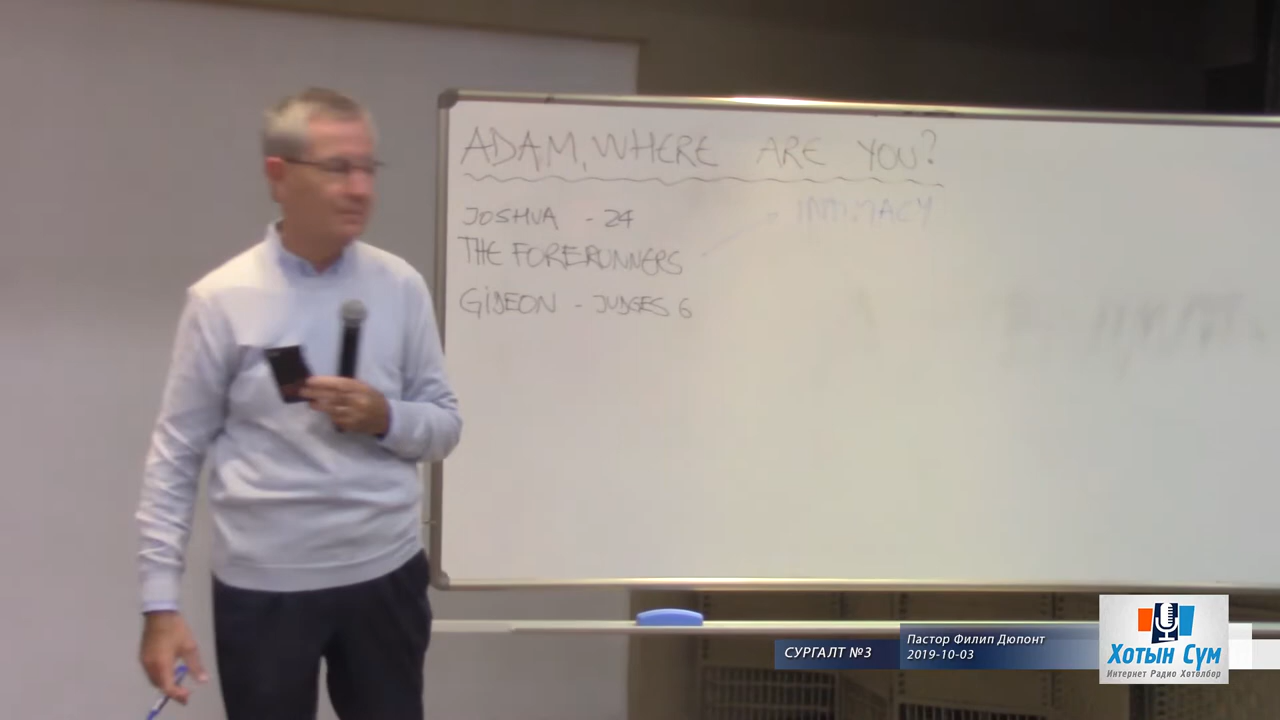 ADAM, WHERE ARE YOU?
JOSHUA - 24
INTIMACY
THE FORERUNNERS
GIDEON - JUDGES 6
СУРГАЛТ №3
Пастор Филип Дюпонт
2019-10-03
Хотын Сүм
Интернет Радио Хөтөлбөр